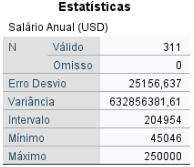 Estatísticas
Salário Anual (USD)
N Válido 311
Omisso 0
Erro Desvio 25156,637
Variância 632856381,61
Intervalo 204954
Mínimo 45046
Máximo 250000